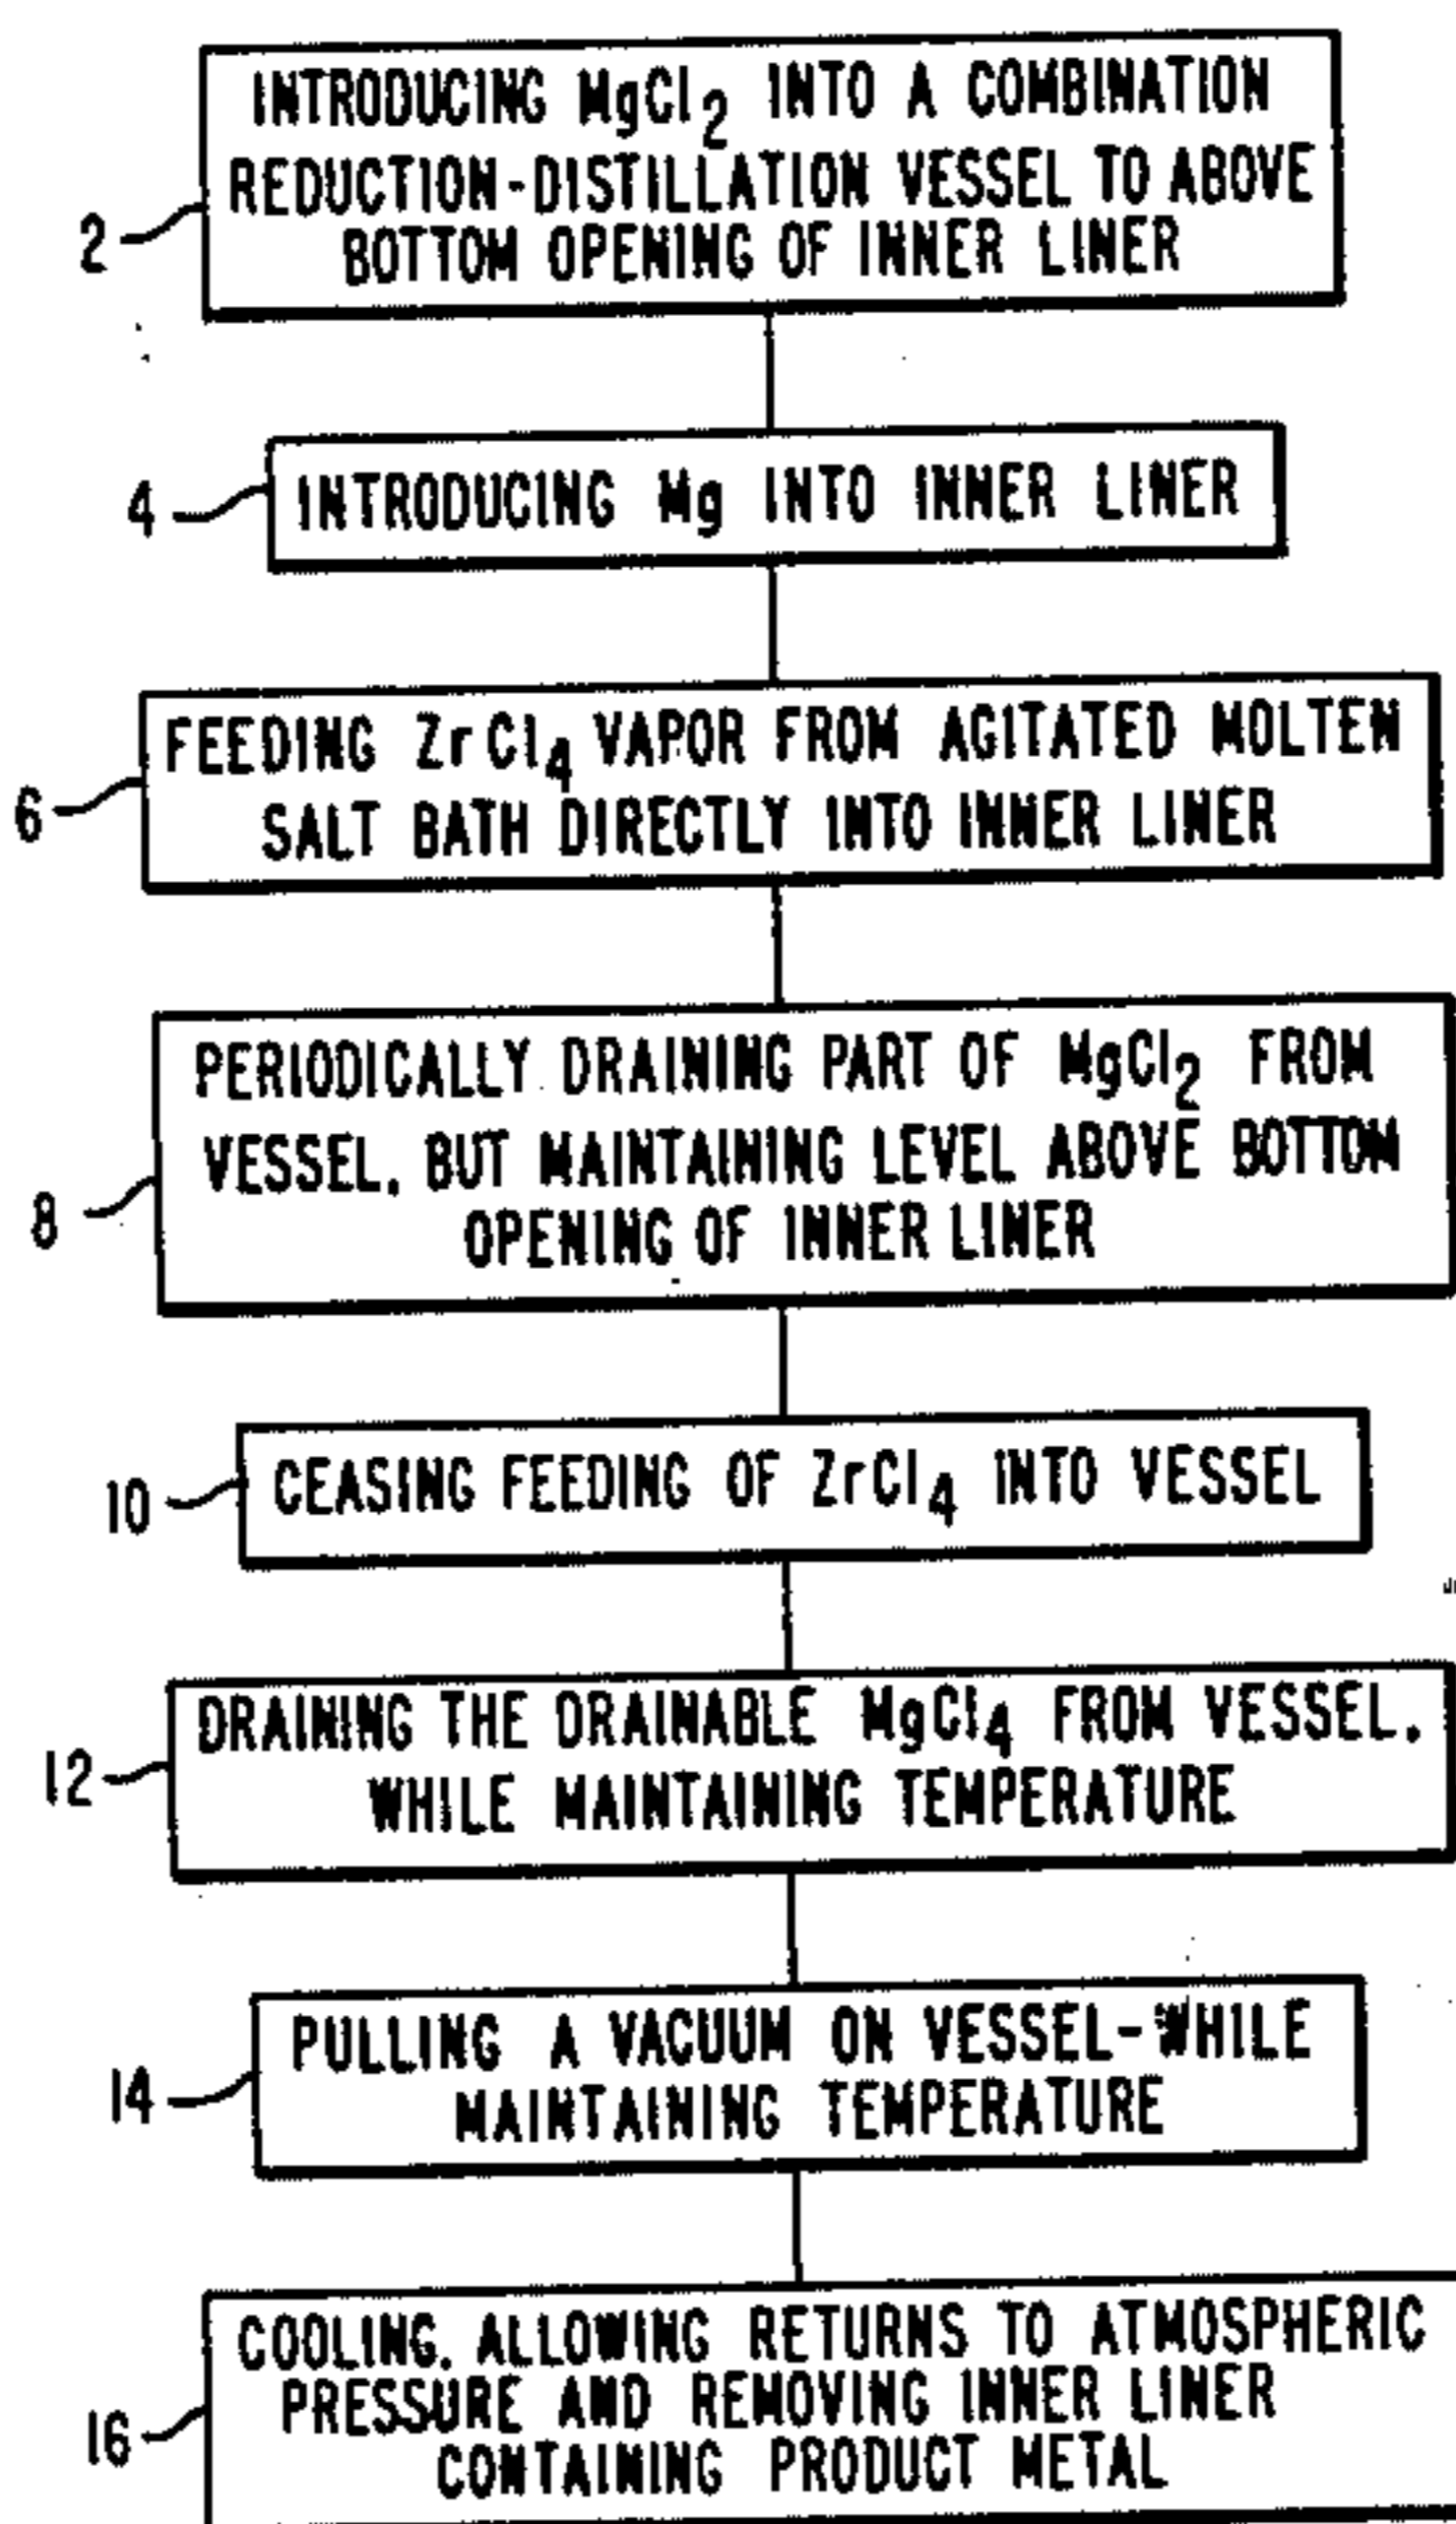 INTRODUCING MgCl2 INTO A COMBINATION
REDUCTION-DISTILLATION VESSEL TO ABOVE
BOTTOM OPENING OF INNER LINER
2
INTRODUCING Mg INTO INNER LINER
4
FEEDING ZrCl4 VAPOR FROM AGITATED MOLTEN
SALT BATH DIRECTLY INTO INNER LINER
6
PERIODICALLY DRAINING PART OF MgCl2 FROM
VESSEL, BUT MAINTAINING LEVEL ABOVE BOTTOM
OPENING OF INNER LINER
8
CEASING FEEDING OF ZrCl4 INTO VESSEL
10
DRAINING THE DRAINABLE MgCl4 FROM VESSEL,
WHILE MAINTAINING TEMPERATURE
12
PULLING A VACUUM ON VESSEL-WHILE
MAINTAINING TEMPERATURE
14
COOLING, ALLOWING RETURNS TO ATMOSPHERIC
PRESSURE AND REMOVING INNER LINER
CONTAINING PRODUCT METAL
16